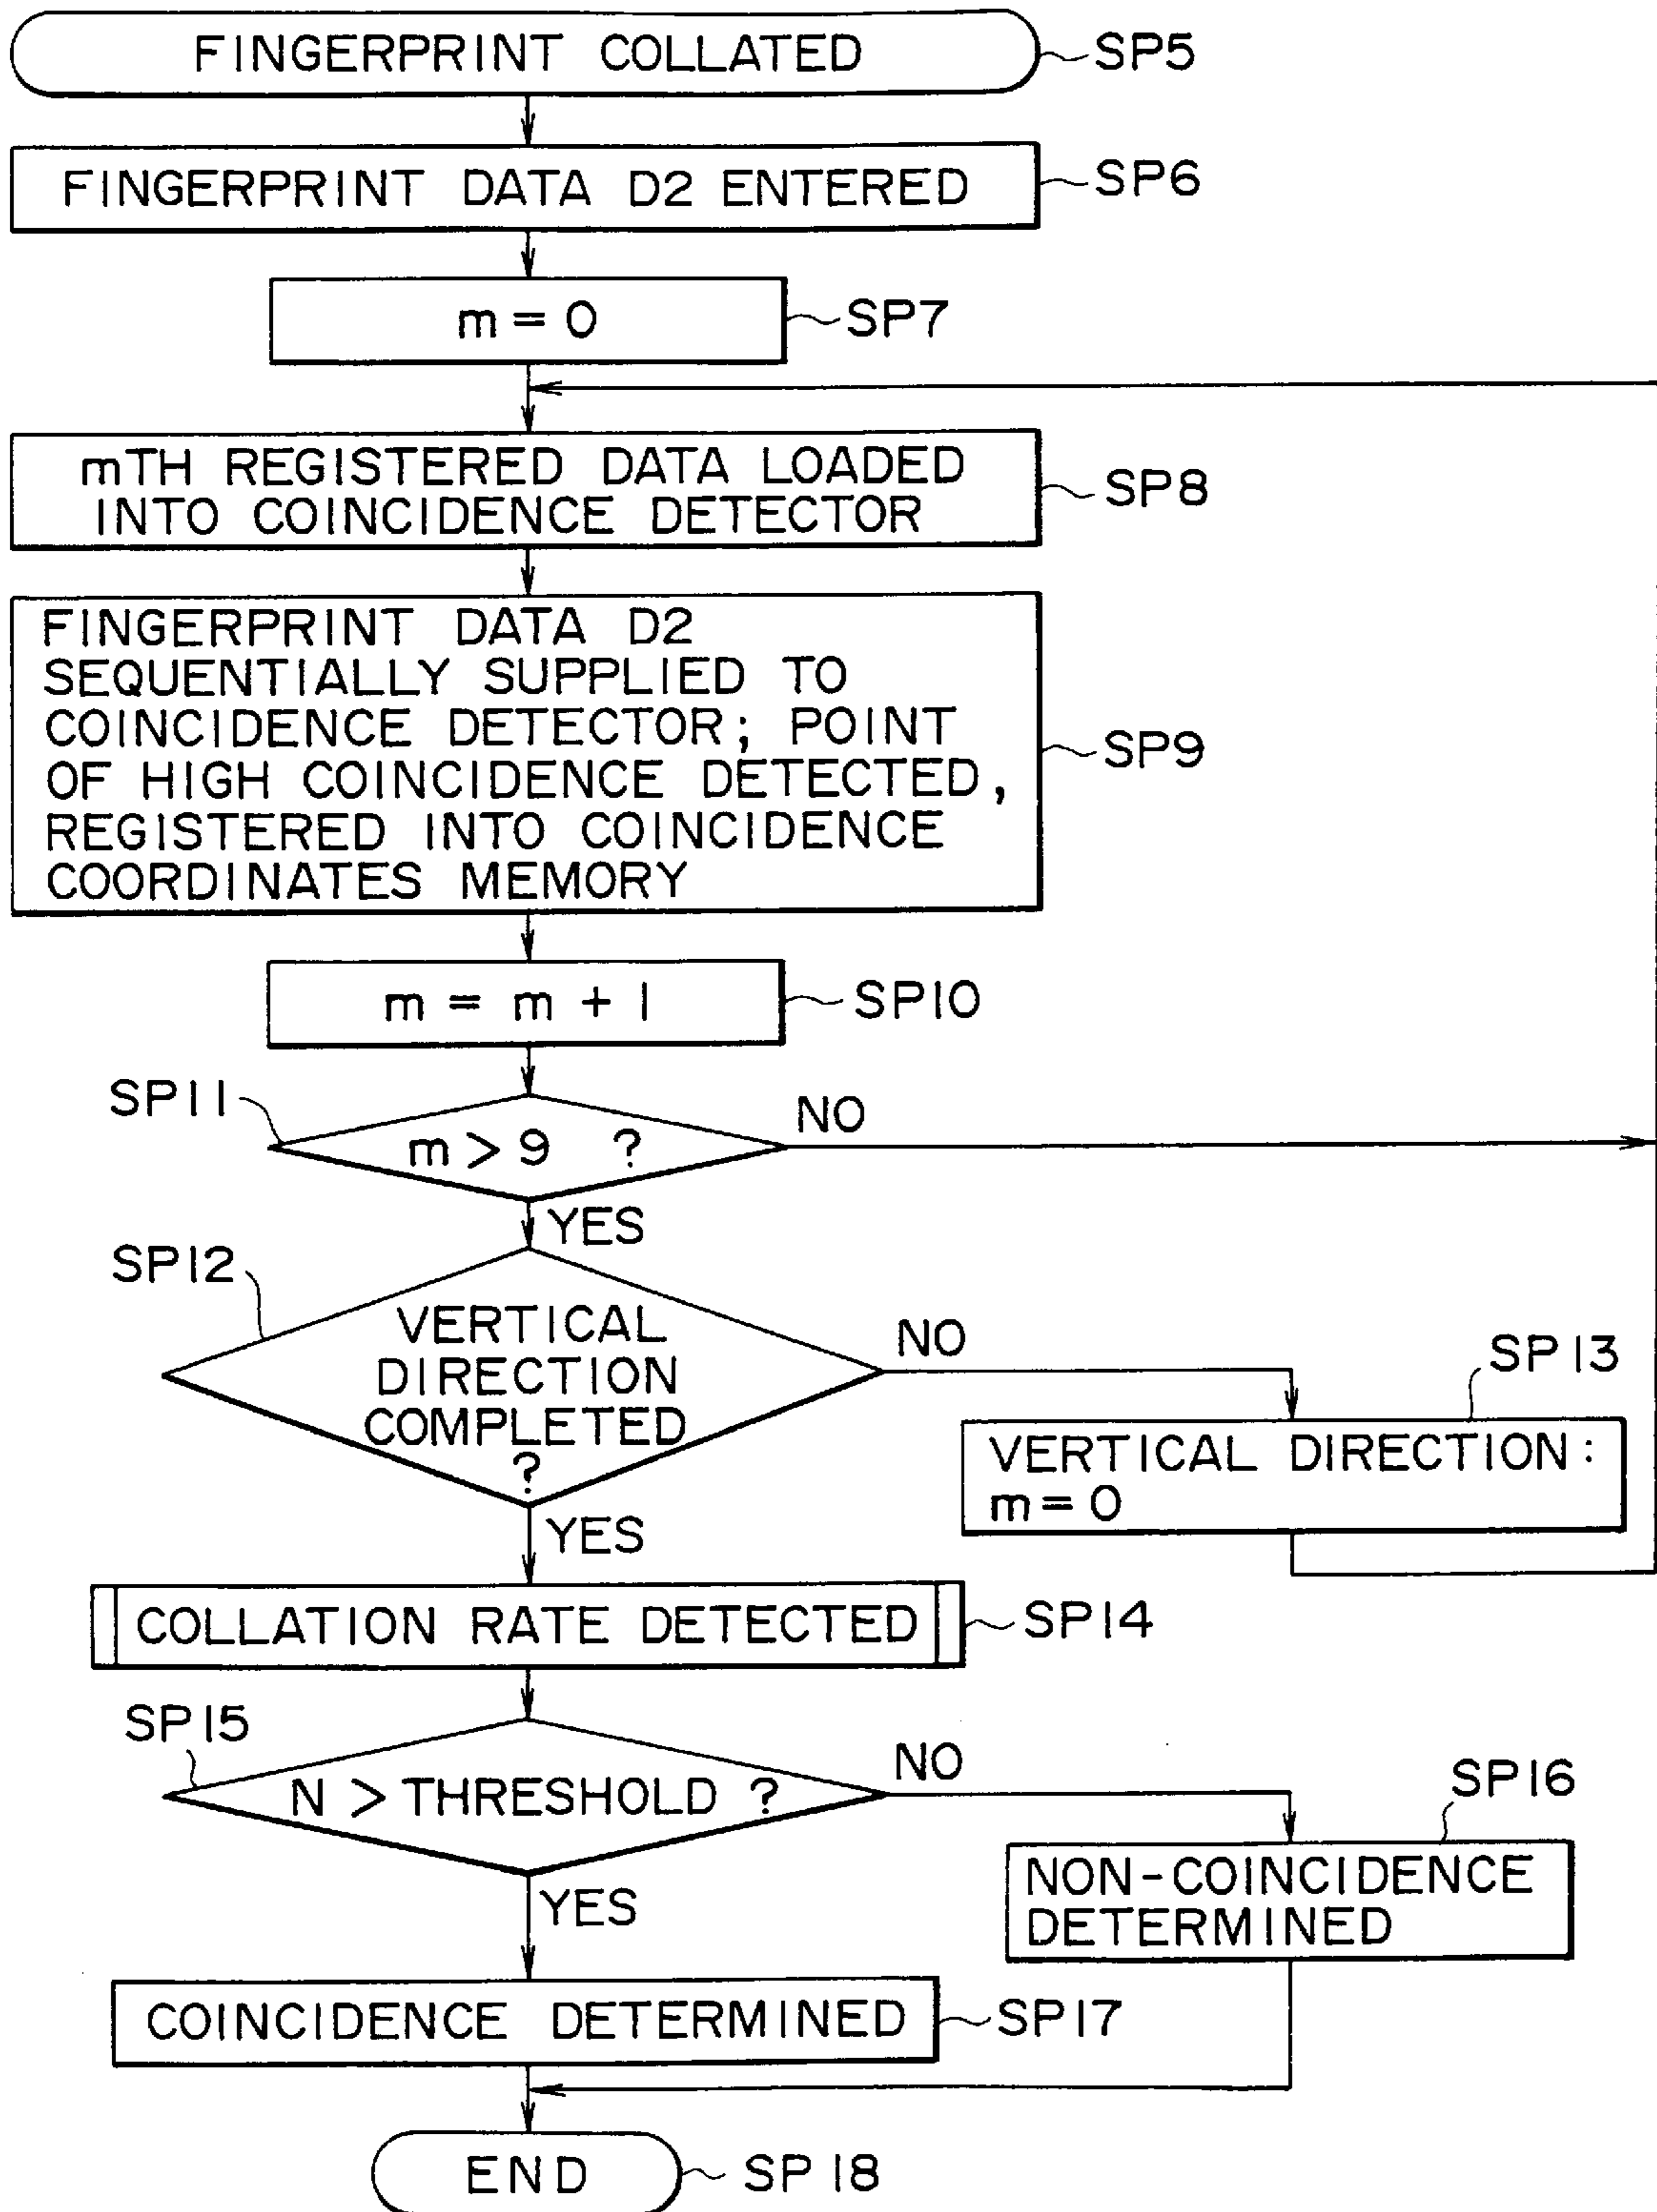 FINGERPRINT COLLATED
SP5
FINGERPRINT DATA D2 ENTERED
SP6
m = 0
SP7
mTH REGISTERED DATA LOADED
INTO COINCIDENCE DETECTOR
SP8
FINGERPRINT DATA D2
SEQUENTIALLY SUPPLIED TO
COINCIDENCE DETECTOR; POINT
OF HIGH COINCIDENCE DETECTED,
REGISTERED INTO COINCIDENCE
COORDINATES MEMORY
SP9
m = m + 1
SP10
SP11
m > 9 ?
NO
YES
SP12
VERTICAL
DIRECTION
COMPLETED
?
NO
SP13
VERTICAL DIRECTION:
m = 0
YES
COLLATION RATE DETECTED
SP14
SP15
N > THRESHOLD ?
NO
SP16
NON-COINCIDENCE
DETERMINED
YES
COINCIDENCE DETERMINED
SP17
END
SP18